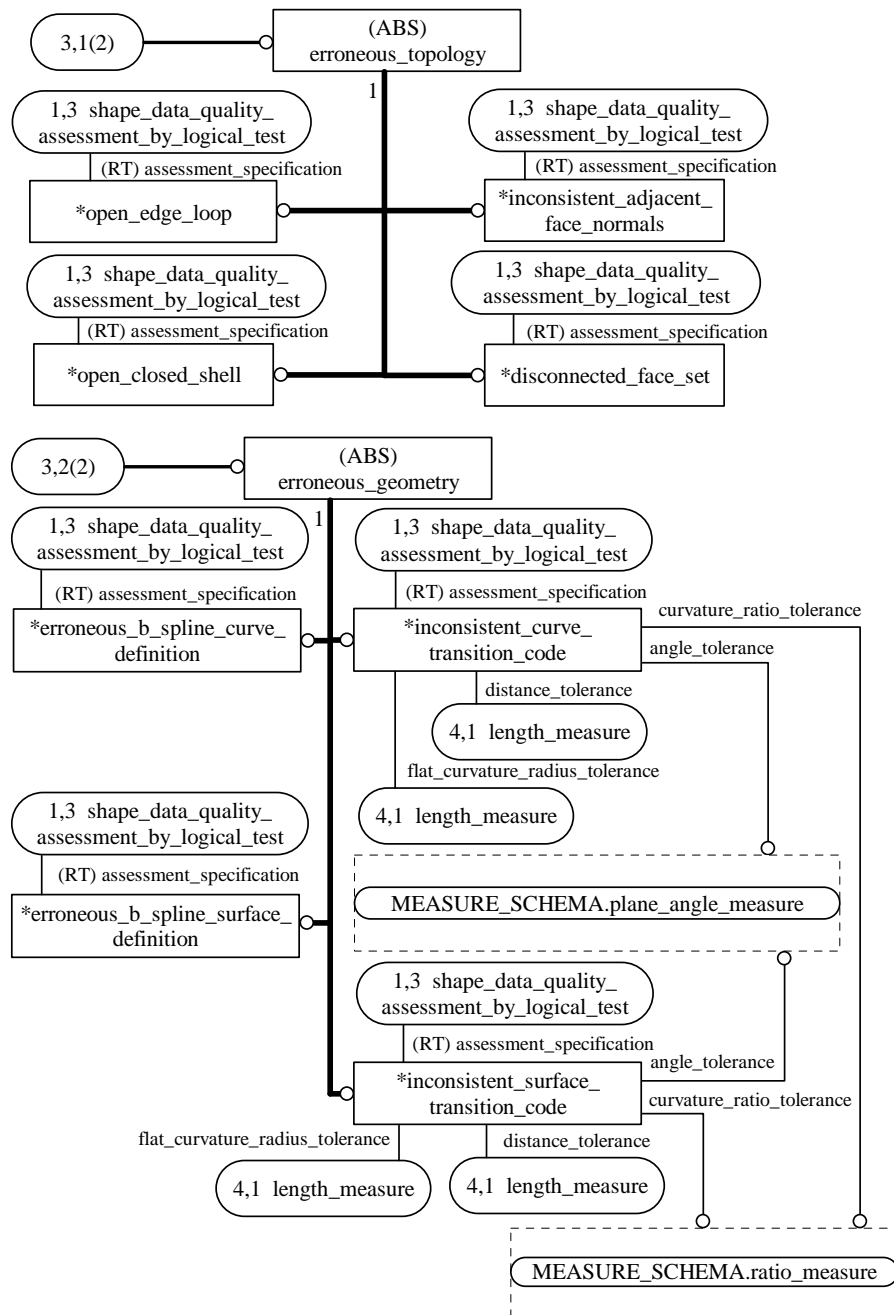 3,1(2)
(ABS)
erroneous_topology
1
1,3 shape_data_quality_
assessment_by_logical_test
(RT) assessment_specification
*open_edge_loop
1,3 shape_data_quality_
assessment_by_logical_test
(RT) assessment_specification
*inconsistent_adjacent_
face_normals
1,3 shape_data_quality_
assessment_by_logical_test
(RT) assessment_specification
*open_closed_shell
1,3 shape_data_quality_
assessment_by_logical_test
(RT) assessment_specification
*disconnected_face_set
3,2(2)
(ABS)
erroneous_geometry
1
1,3 shape_data_quality_
assessment_by_logical_test
(RT) assessment_specification
*erroneous_b_spline_curve_
definition
1,3 shape_data_quality_
assessment_by_logical_test
(RT) assessment_specification
*inconsistent_curve_
transition_code
curvature_ratio_tolerance
angle_tolerance
distance_tolerance
4,1 length_measure
flat_curvature_radius_tolerance
4,1 length_measure
1,3 shape_data_quality_
assessment_by_logical_test
(RT) assessment_specification
*erroneous_b_spline_surface_
definition
MEASURE_SCHEMA.plane_angle_measure
1,3 shape_data_quality_
assessment_by_logical_test
(RT) assessment_specification
*inconsistent_surface_
transition_code
angle_tolerance
curvature_ratio_tolerance
flat_curvature_radius_tolerance
distance_tolerance
4,1 length_measure
4,1 length_measure
MEASURE_SCHEMA.ratio_measure